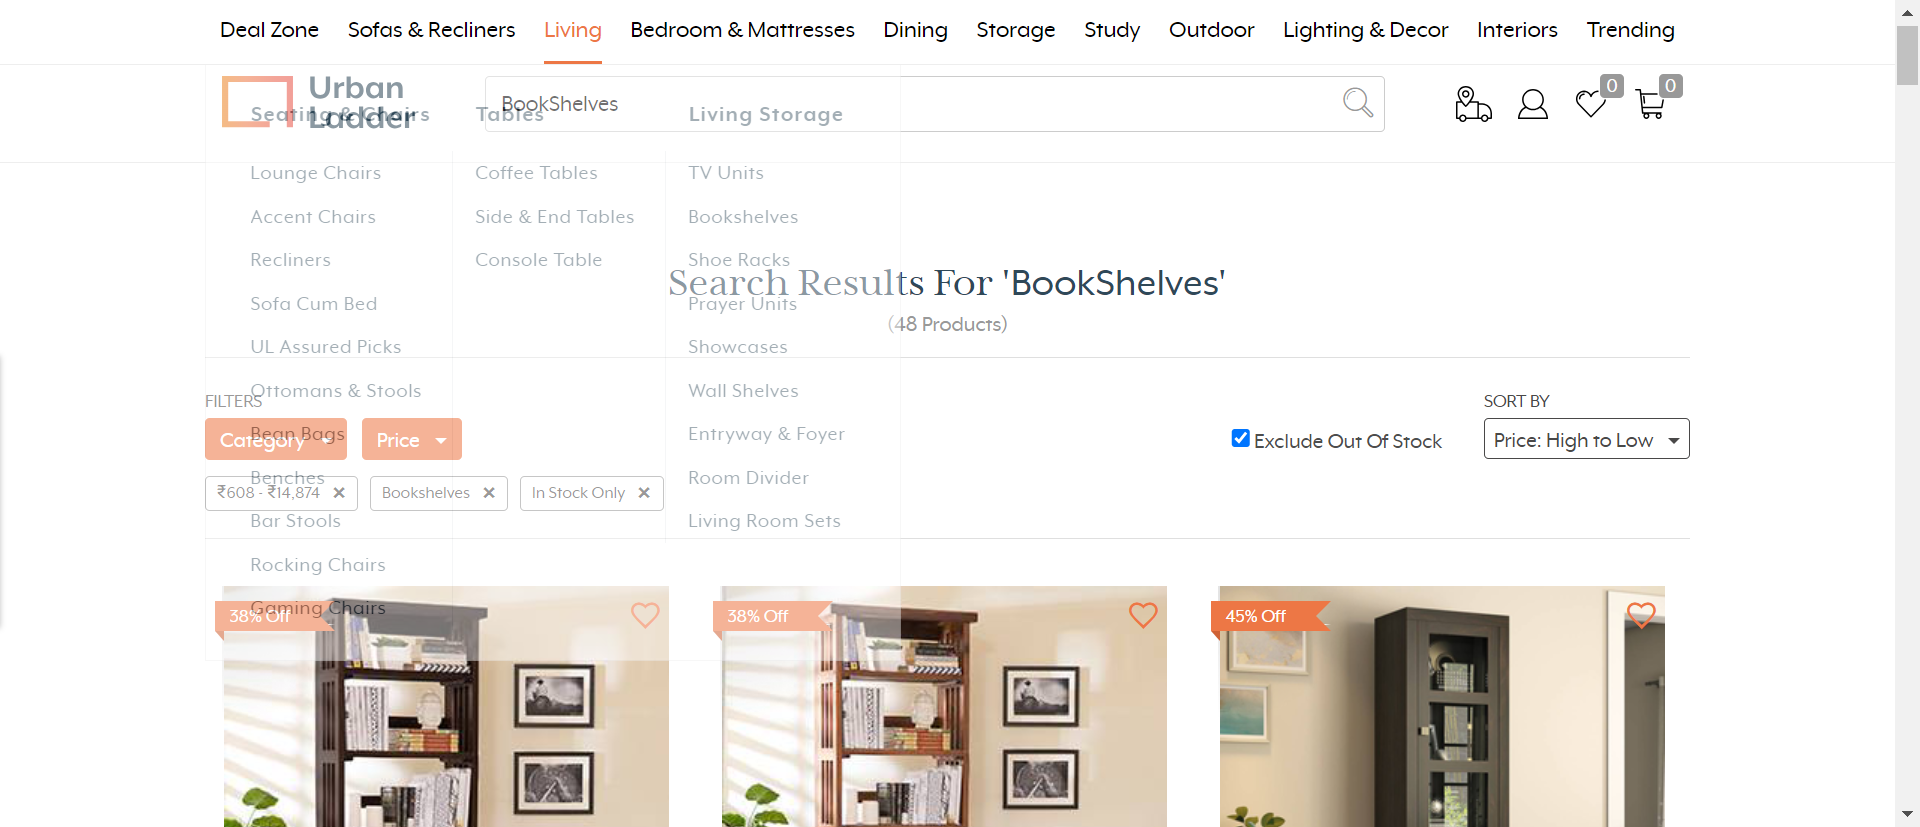 Deal Zone Sofas & Recliners Living Bedroom & Mattresses Dining Storage Study Outdoor Lighting & Decor Interiors Trending
Urban
Ladder
BookShelves
0
0
Seating & Chairs
Lounge Chairs
Accent Chairs
Recliners
Sofa Cum Bed
UL Assured Picks
Ottomans & Stools
Bean Bags
Benches
Bar Stools
Rocking Chairs
Gaming Chairs
Tables
Coffee Tables
Side & End Tables
Console Table
Living Storage
TV Units
Bookshelves
Shoe Racks
Prayer Units
Showcases
Wall Shelves
Entryway & Foyer
Room Divider
Living Room Sets
Search Results For 'BookShelves'
(48 Products)
FILTERS
Category Price
₹608 - ₹14,874 ✕ Bookshelves ✕ In Stock Only ✕
Exclude Out Of Stock
SORT BY
Price: High to Low
38% Off
38% Off
45% Off